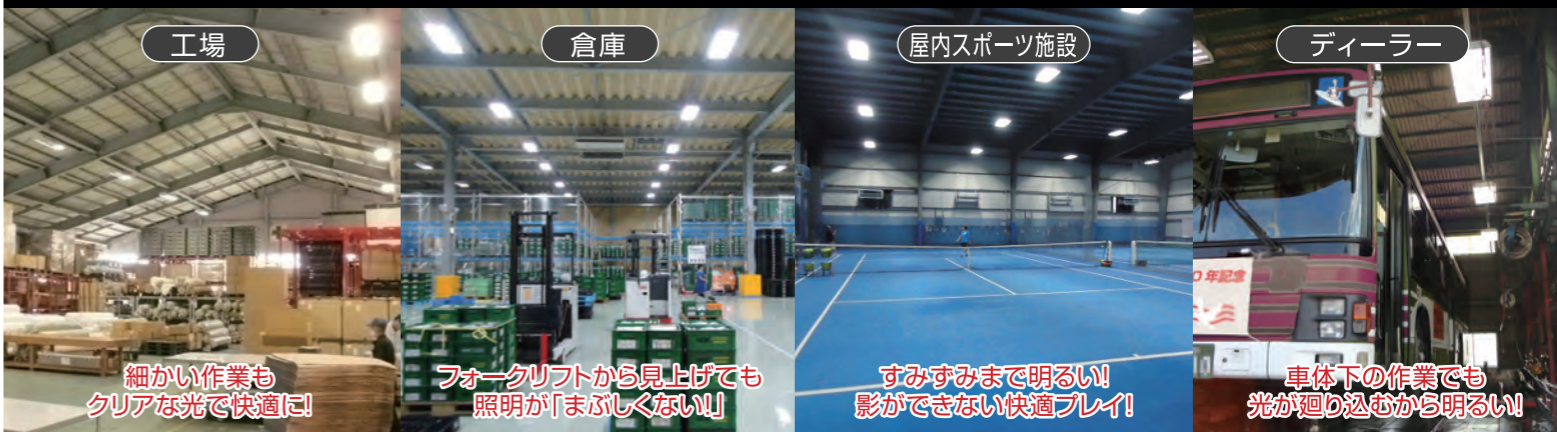 工場
細かい作業も
クリアな光で快適に!
倉庫
フォークリフトから見上げても
照明が「まぶしくない!」
屋内スポーツ施設
すみずみまで明るい!
影ができない快適プレイ!
ディーラー
年記念
車体下の作業でも
光が廻り込むから明るい!